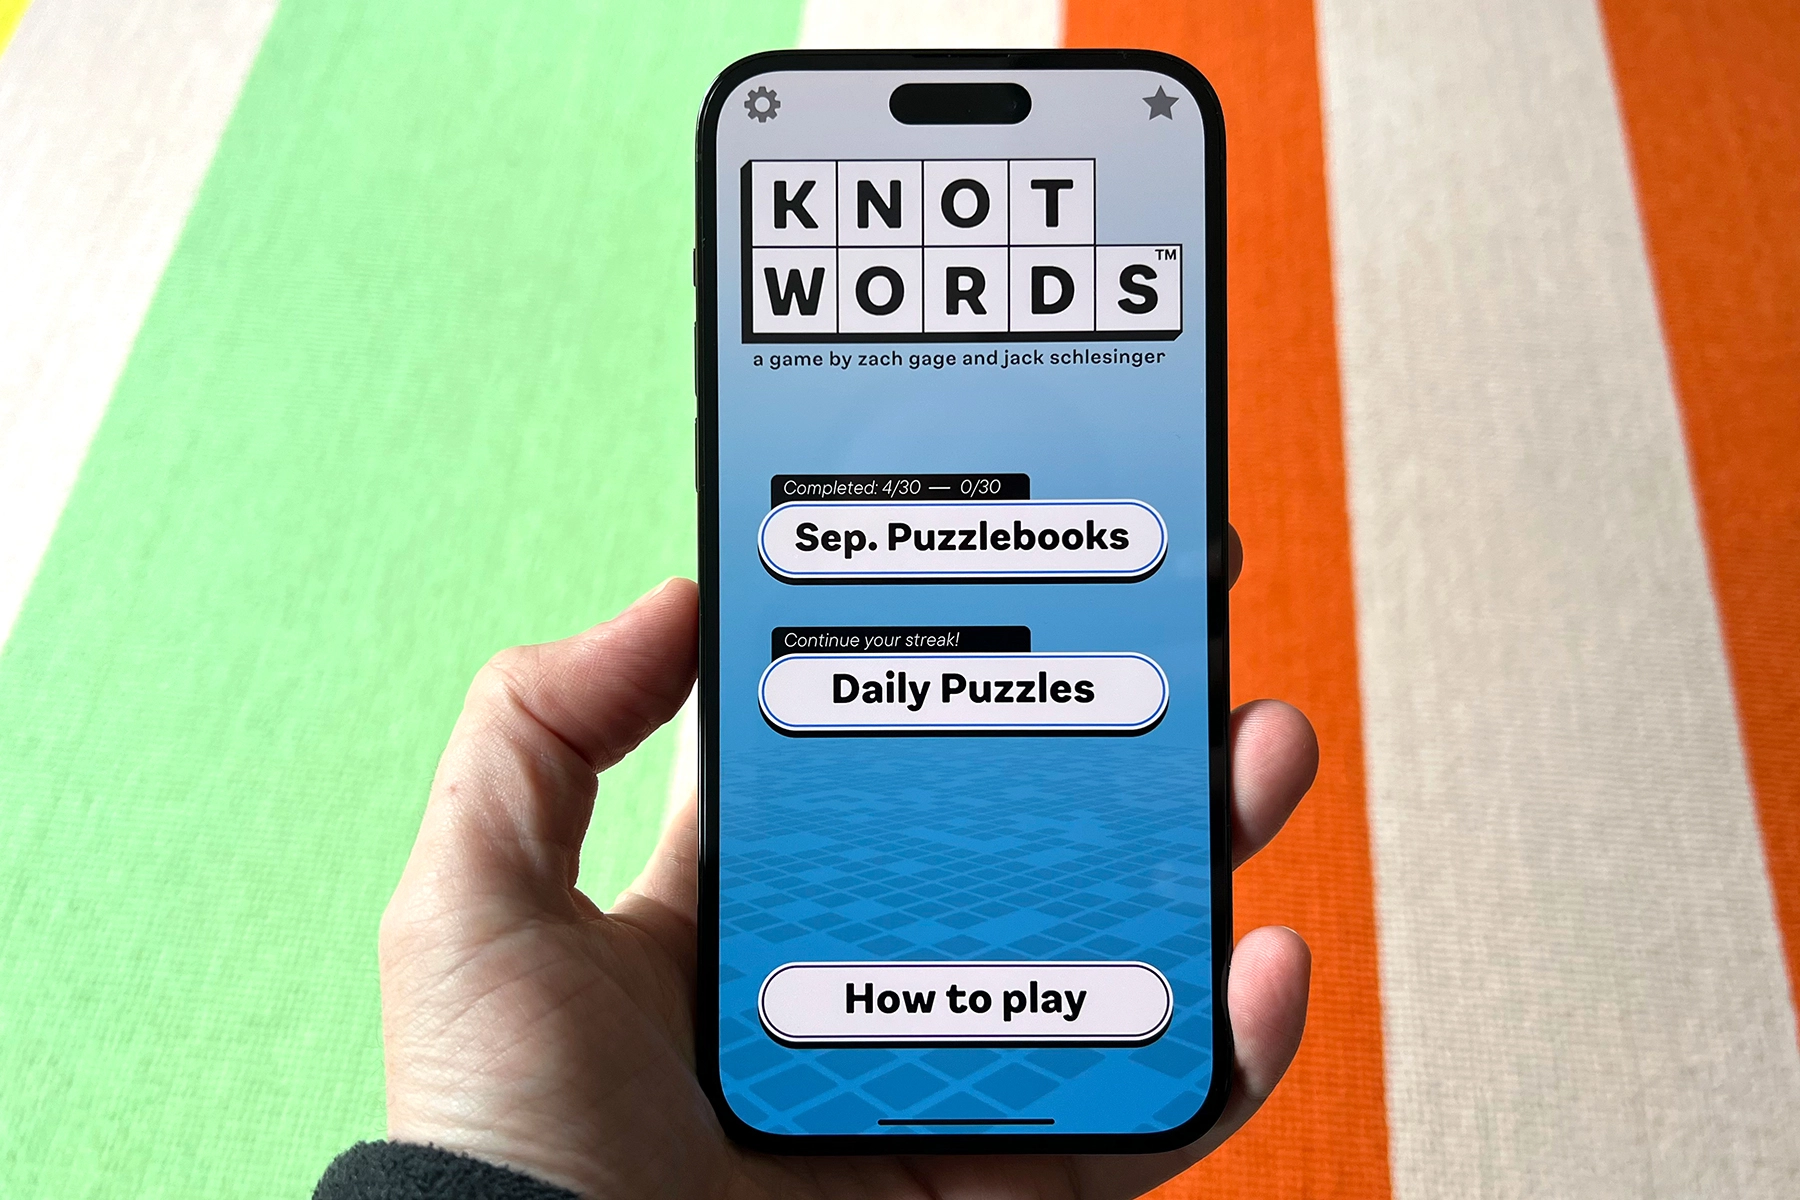 KNOT
WORDS™
a game by zach gage and jack schlesinger
Completed: 4/30 — 0/30
Sep. Puzzlebooks
Continue your streak!
Daily Puzzles
How to play